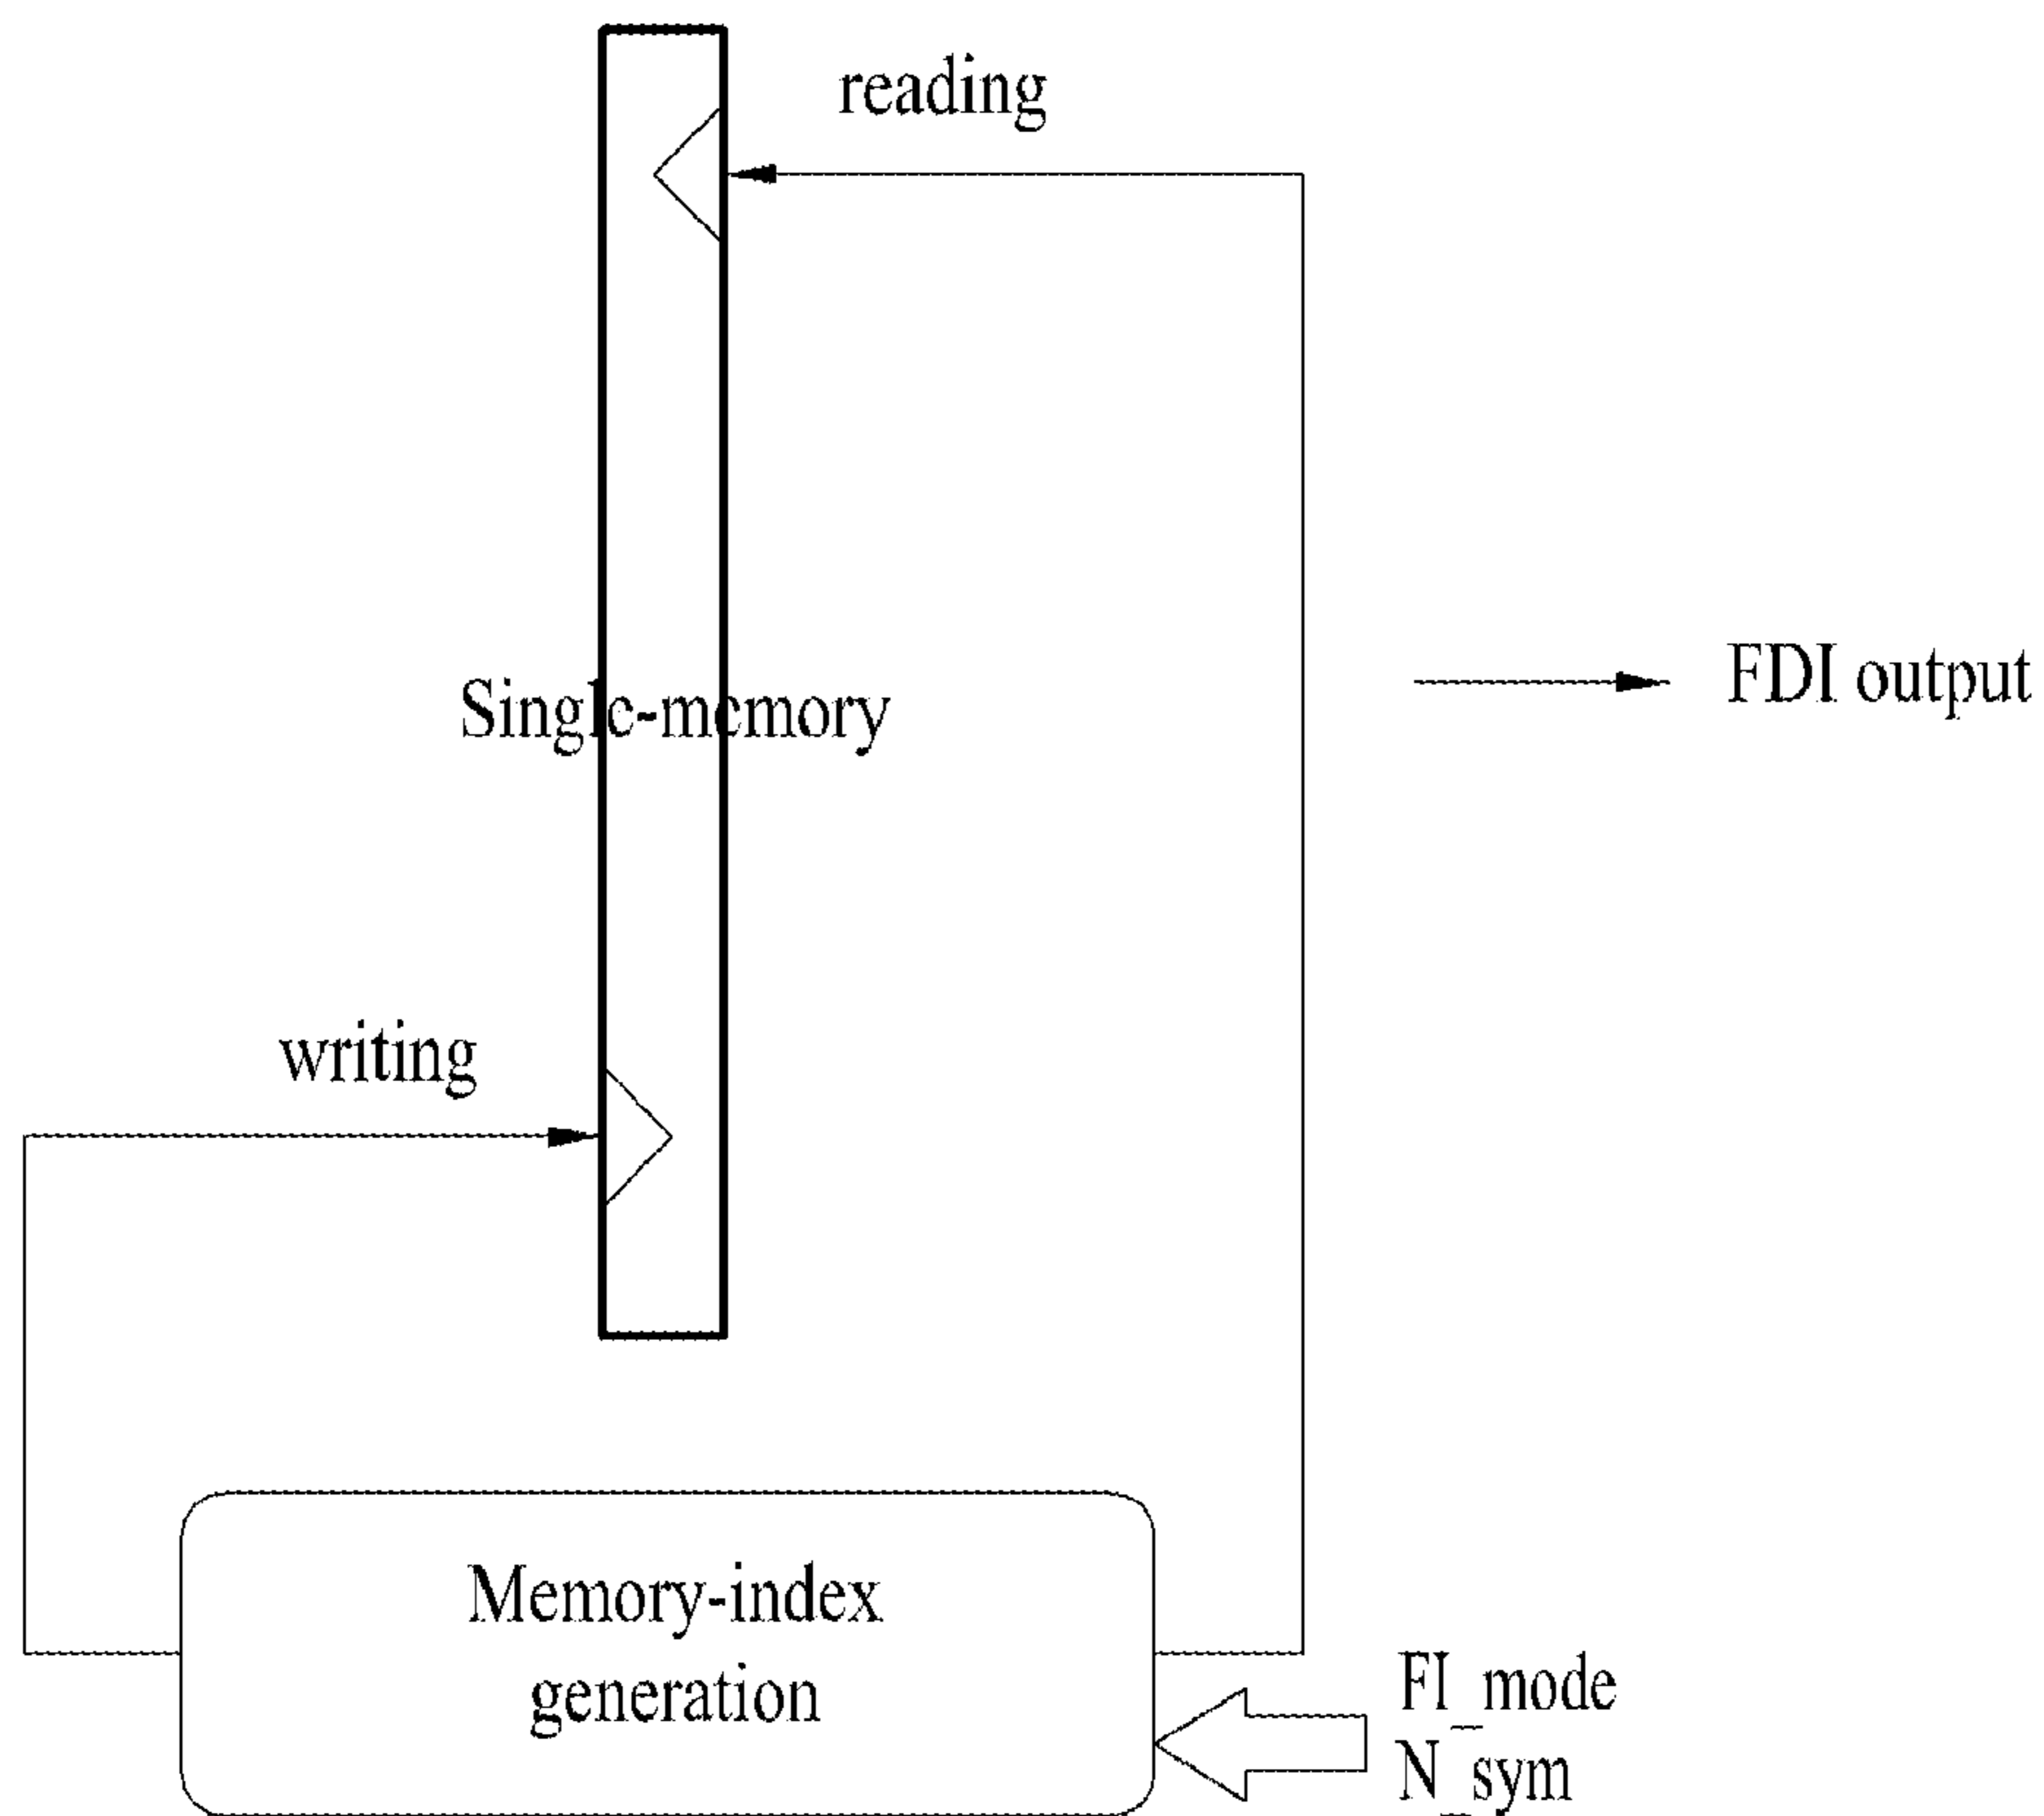 reading
Single-memory
FDI output
writing
Memory-index
generation
FI_mode
N_sym